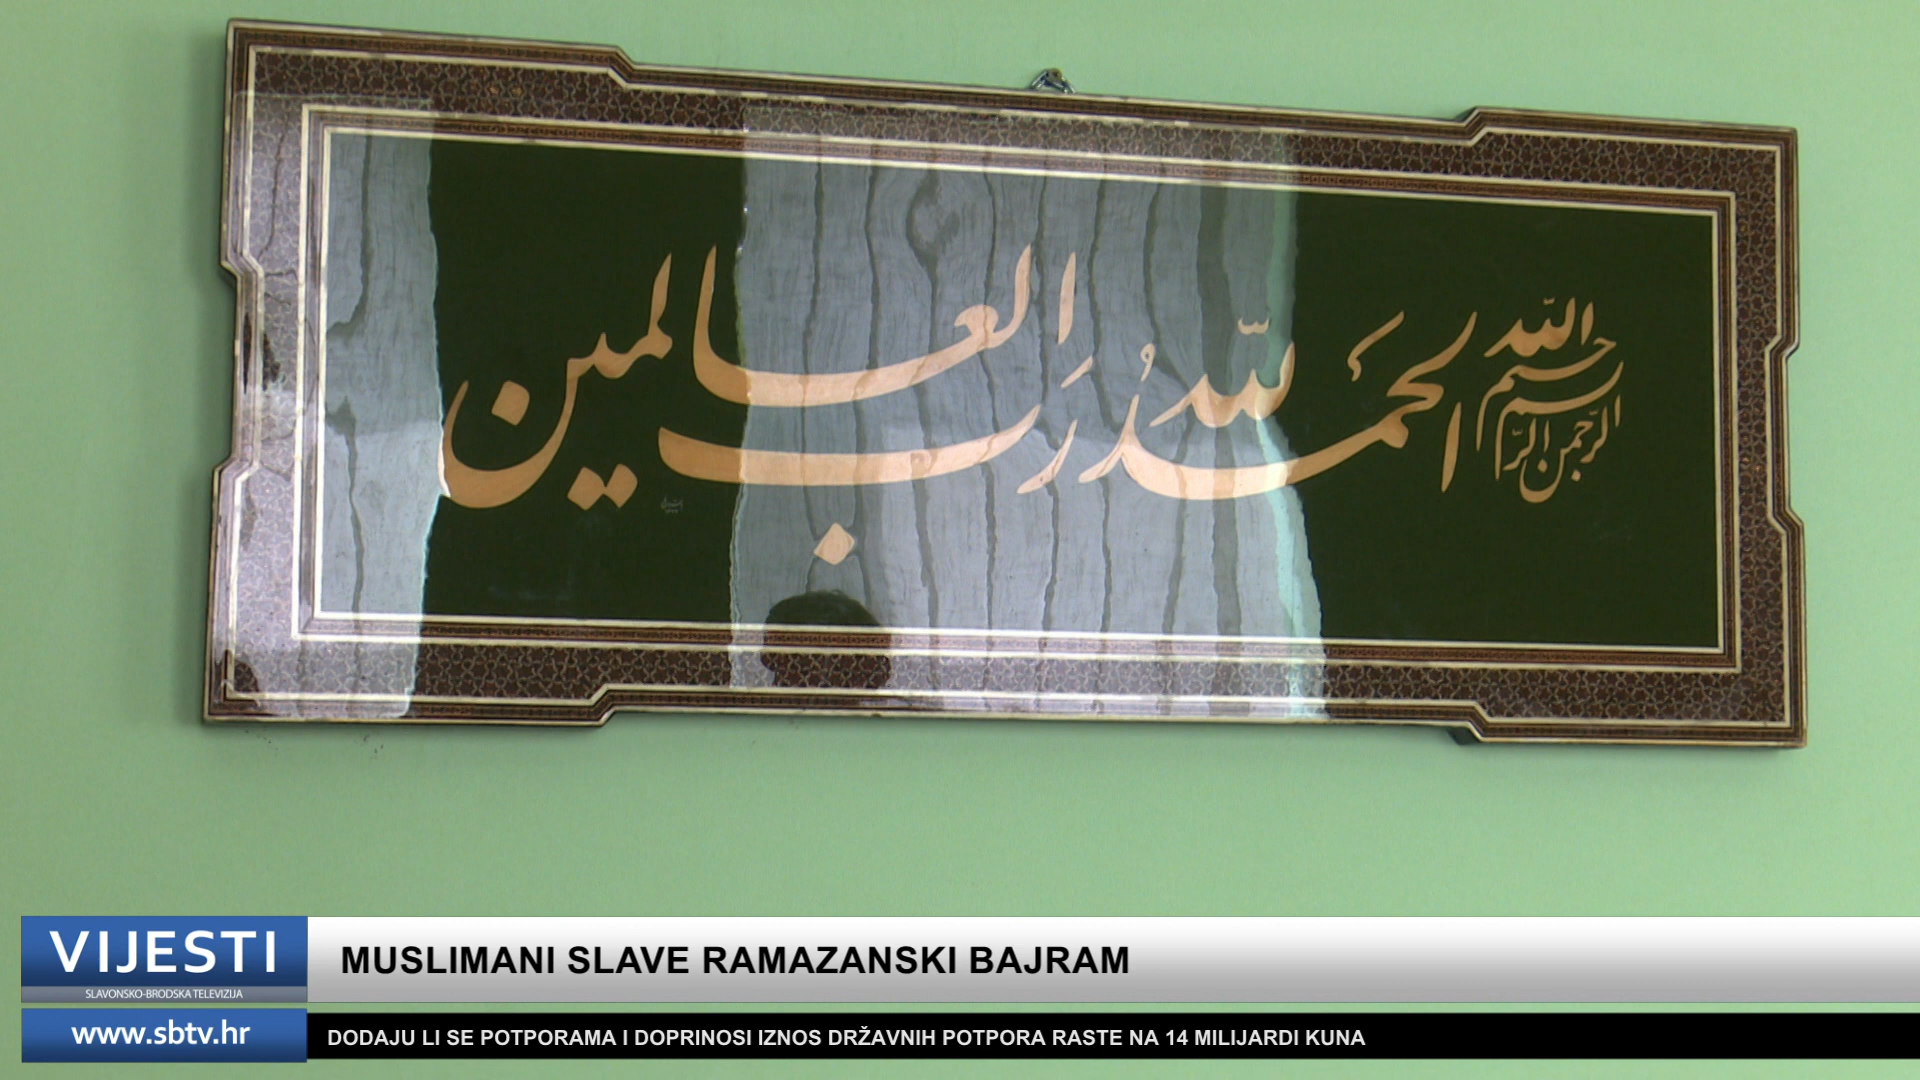 بسم الله الرحمن الرحيم
الحمد لله رب العالمين
VIJESTI
SLAVONSKO-BRODSKA TELEVIZIJA
MUSLIMANI SLAVE RAMAZANSKI BAJRAM
www.sbtv.hr
DODAJU LI SE POTPORAMA I DOPRINOSI IZNOS DRŽAVNIH POTPORA RASTE NA 14 MILIJARDI KUNA